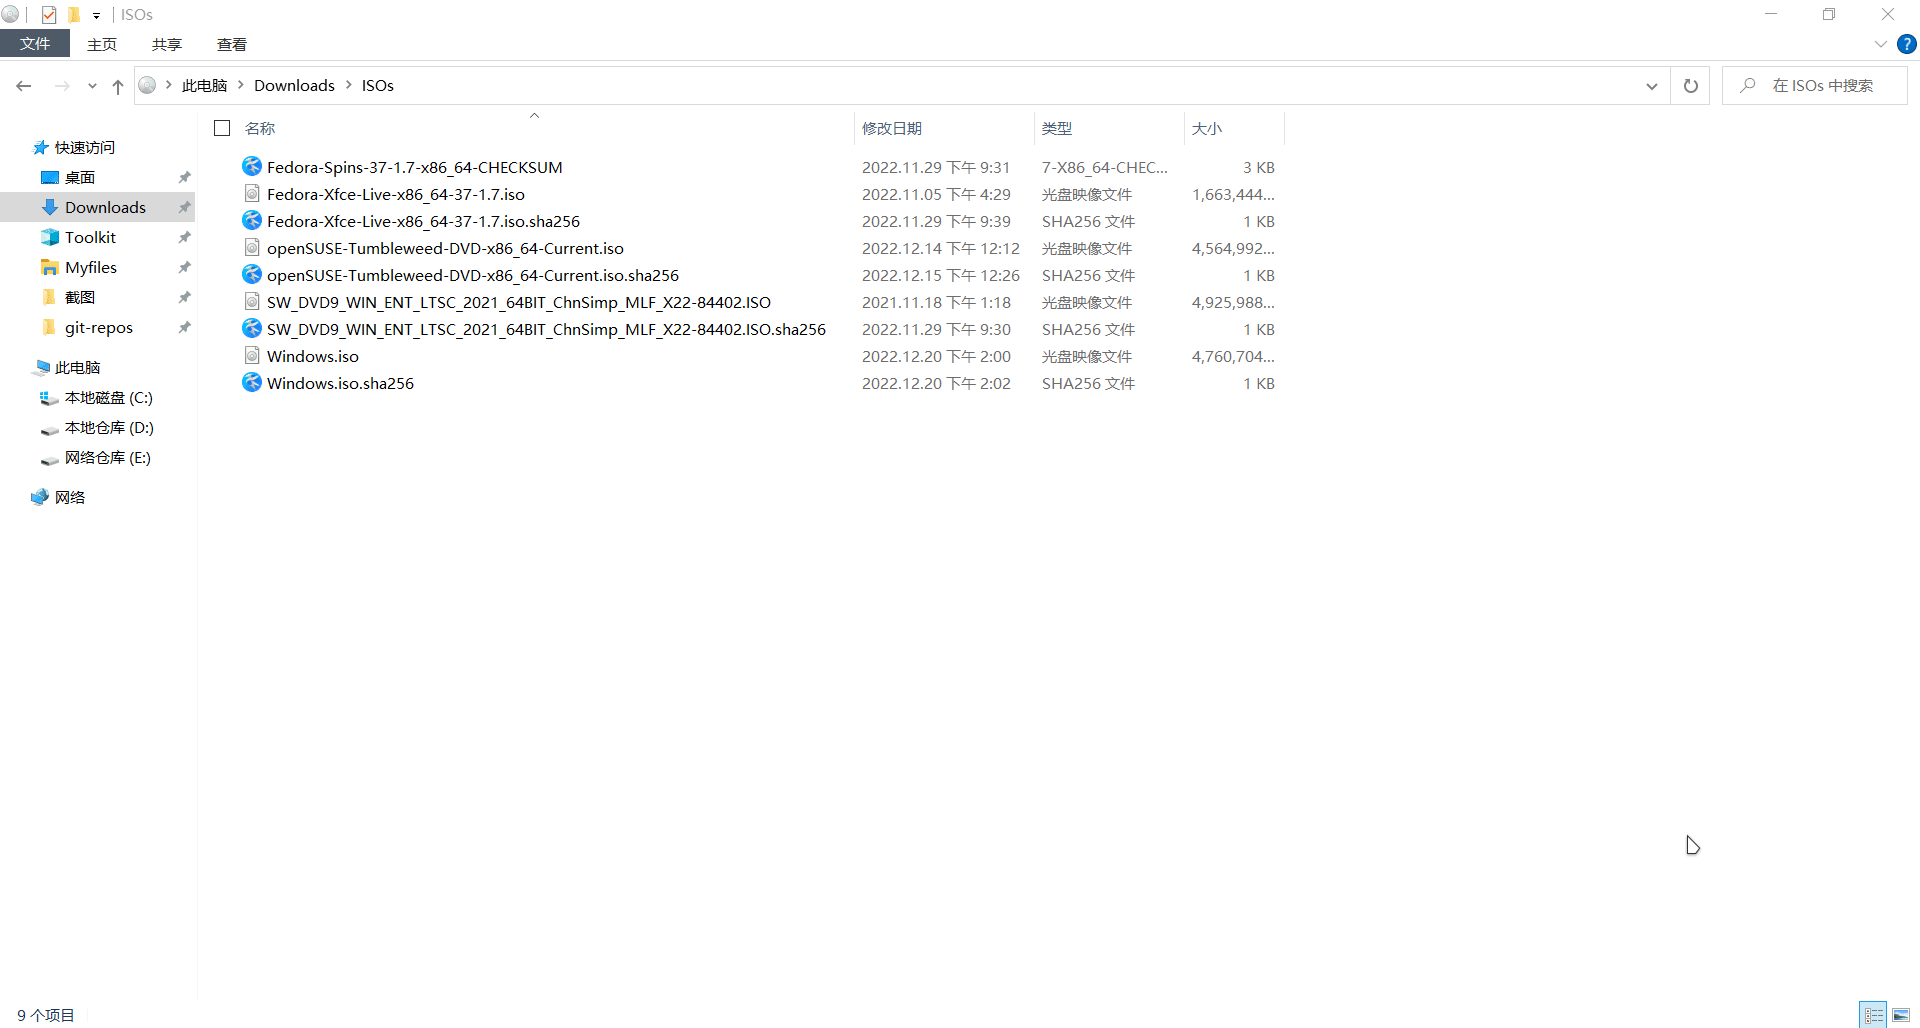 ISOs
文件 主页 共享 查看
此电脑 Downloads ISOs 在 ISOs 中搜索
名称 修改日期 类型 大小
快速访问
桌面
Downloads
Toolkit
Myfiles
截图
git-repos
此电脑
本地磁盘 (C:)
本地仓库 (D:)
网络仓库 (E:)
网络
Fedora-Spins-37-1.7-x86_64-CHECKSUM 2022.11.29 下午 9:31 7-X86_64-CHEC... 3 KB
Fedora-Xfce-Live-x86_64-37-1.7.iso 2022.11.05 下午 4:29 光盘映像文件 1,663,444...
Fedora-Xfce-Live-x86_64-37-1.7.iso.sha256 2022.11.29 下午 9:39 SHA256 文件 1 KB
openSUSE-Tumbleweed-DVD-x86_64-Current.iso 2022.12.14 下午 12:12 光盘映像文件 4,564,992...
openSUSE-Tumbleweed-DVD-x86_64-Current.iso.sha256 2022.12.15 下午 12:26 SHA256 文件 1 KB
SW_DVD9_WIN_ENT_LTSC_2021_64BIT_ChnSimp_MLF_X22-84402.ISO 2021.11.18 下午 1:18 光盘映像文件 4,925,988...
SW_DVD9_WIN_ENT_LTSC_2021_64BIT_ChnSimp_MLF_X22-84402.ISO.sha256 2022.11.29 下午 9:30 SHA256 文件 1 KB
Windows.iso 2022.12.20 下午 2:00 光盘映像文件 4,760,704...
Windows.iso.sha256 2022.12.20 下午 2:02 SHA256 文件 1 KB
9 个项目